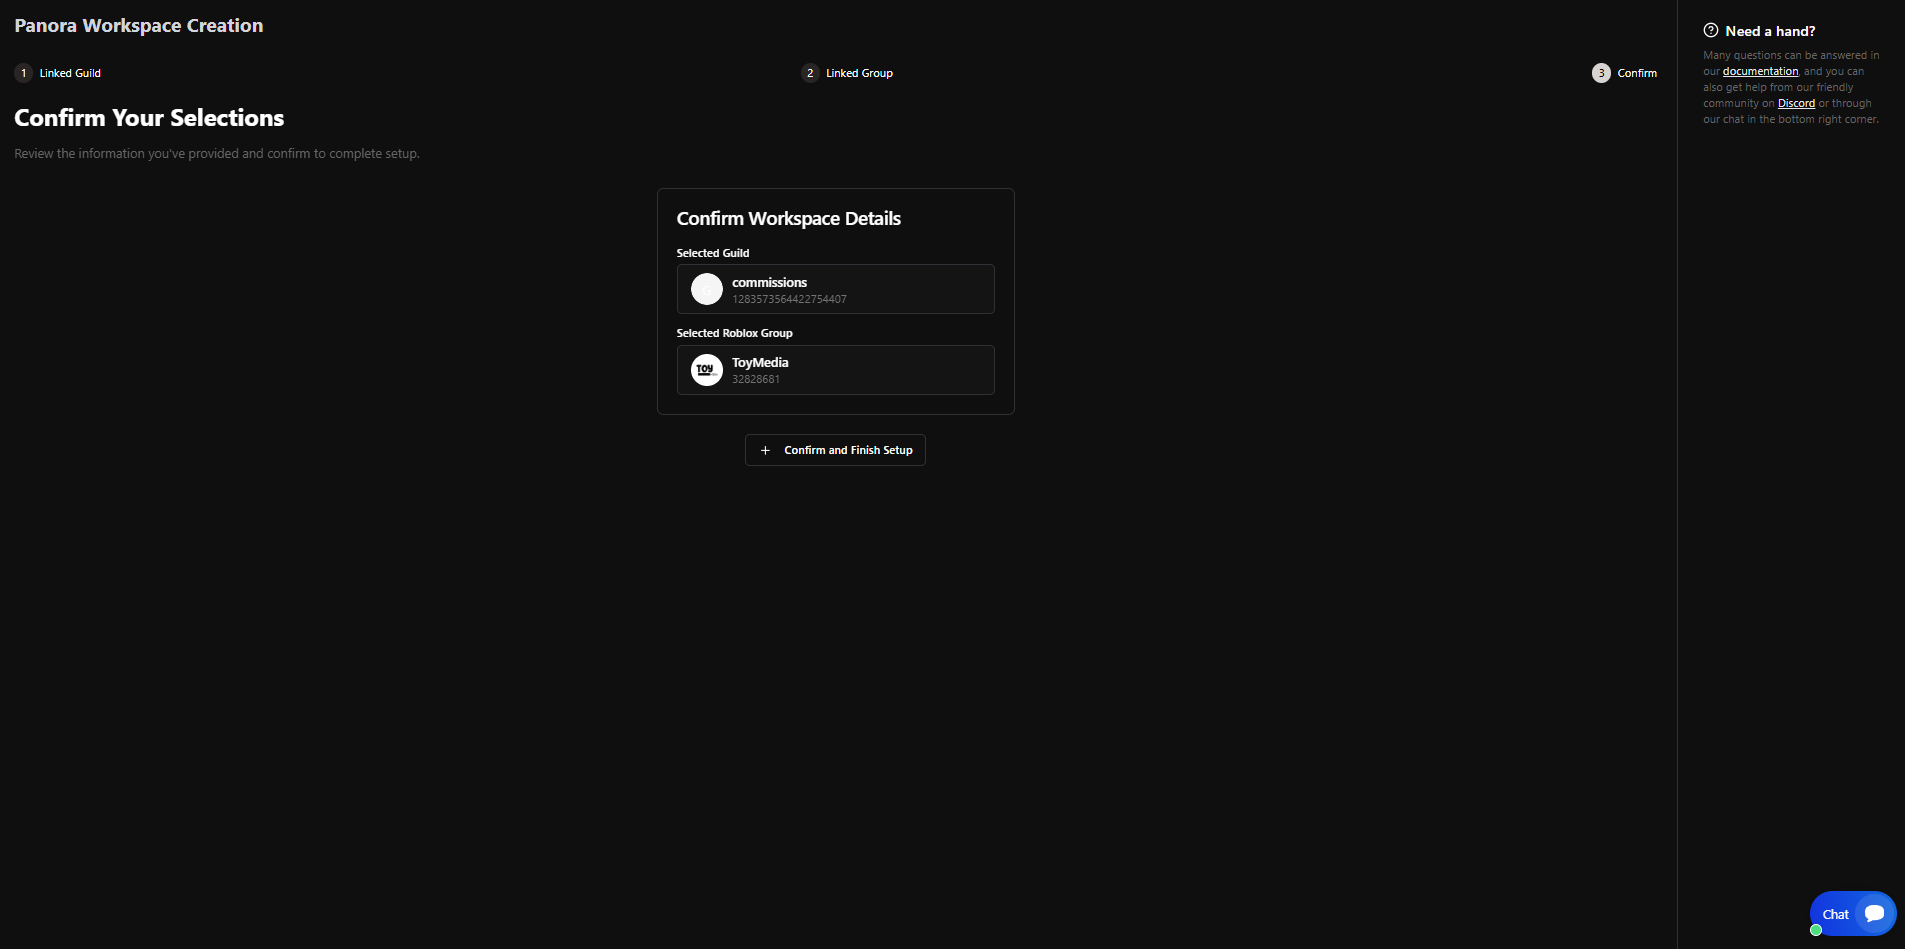 Panora Workspace Creation
1 Linked Guild
2 Linked Group
3 Confirm
Confirm Your Selections
Review the information you've provided and confirm to complete setup.
Confirm Workspace Details
Selected Guild
commissions
1283573564422754407
Selected Roblox Group
TOY
ToyMedia
32828681
Confirm and Finish Setup
Need a hand?
Many questions can be answered in
our documentation, and you can
also get help from our friendly
community on Discord or through
our chat in the bottom right corner.
Chat